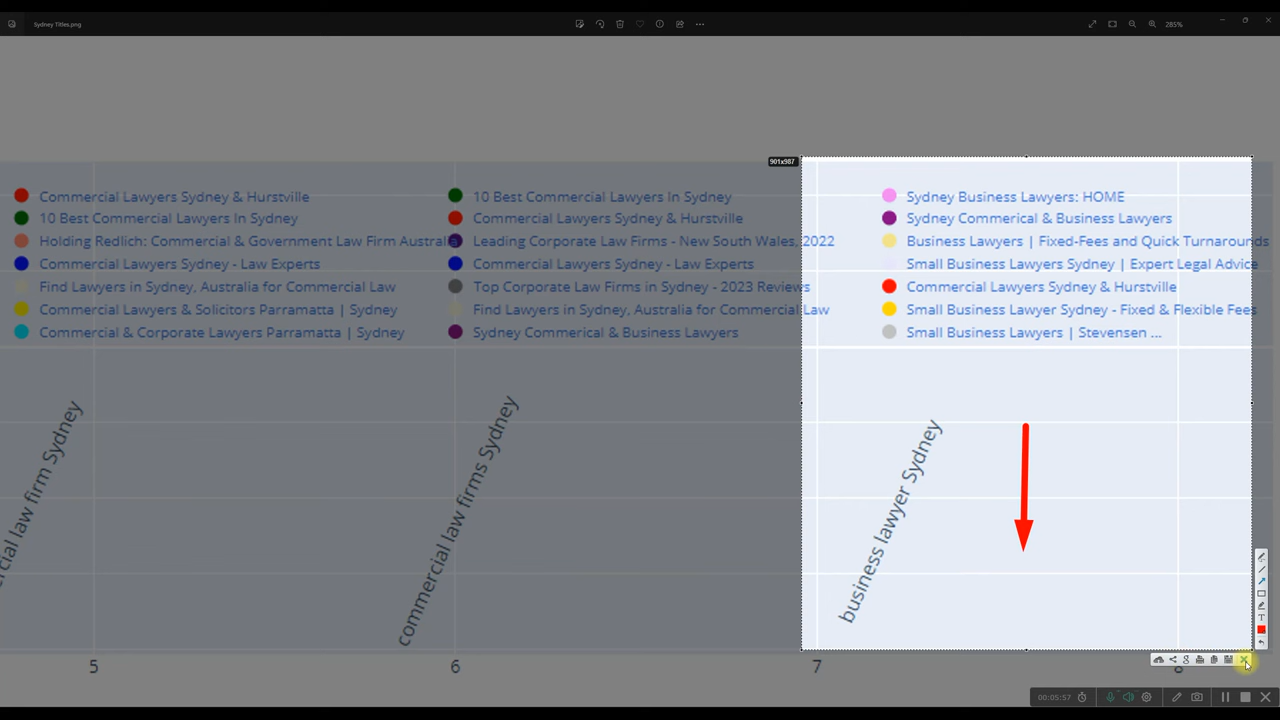 Sydney Titles.png
285%
901x987
Commercial Lawyers Sydney & Hurstville
10 Best Commercial Lawyers In Sydney
Holding Redlich: Commercial & Government Law Firm Australia
Commercial Lawyers Sydney - Law Experts
Find Lawyers in Sydney, Australia for Commercial Law
Commercial Lawyers & Solicitors Parramatta | Sydney
Commercial & Corporate Lawyers Parramatta | Sydney
10 Best Commercial Lawyers In Sydney
Commercial Lawyers Sydney & Hurstville
Leading Corporate Law Firms - New South Wales, 2022
Commercial Lawyers Sydney - Law Experts
Top Corporate Law Firms in Sydney - 2023 Reviews
Find Lawyers in Sydney, Australia for Commercial Law
Sydney Commerical & Business Lawyers
Sydney Business Lawyers: HOME
Sydney Commerical & Business Lawyers
Business Lawyers | Fixed-Fees and Quick Turnarounds
Small Business Lawyers Sydney | Expert Legal Advice
Commercial Lawyers Sydney & Hurstville
Small Business Lawyer Sydney - Fixed & Flexible Fees
Small Business Lawyers | Stevensen ...
cial law firm Sydney
commercial law firms Sydney
business lawyer Sydney
5
6
7
8
T
g
00:05:57